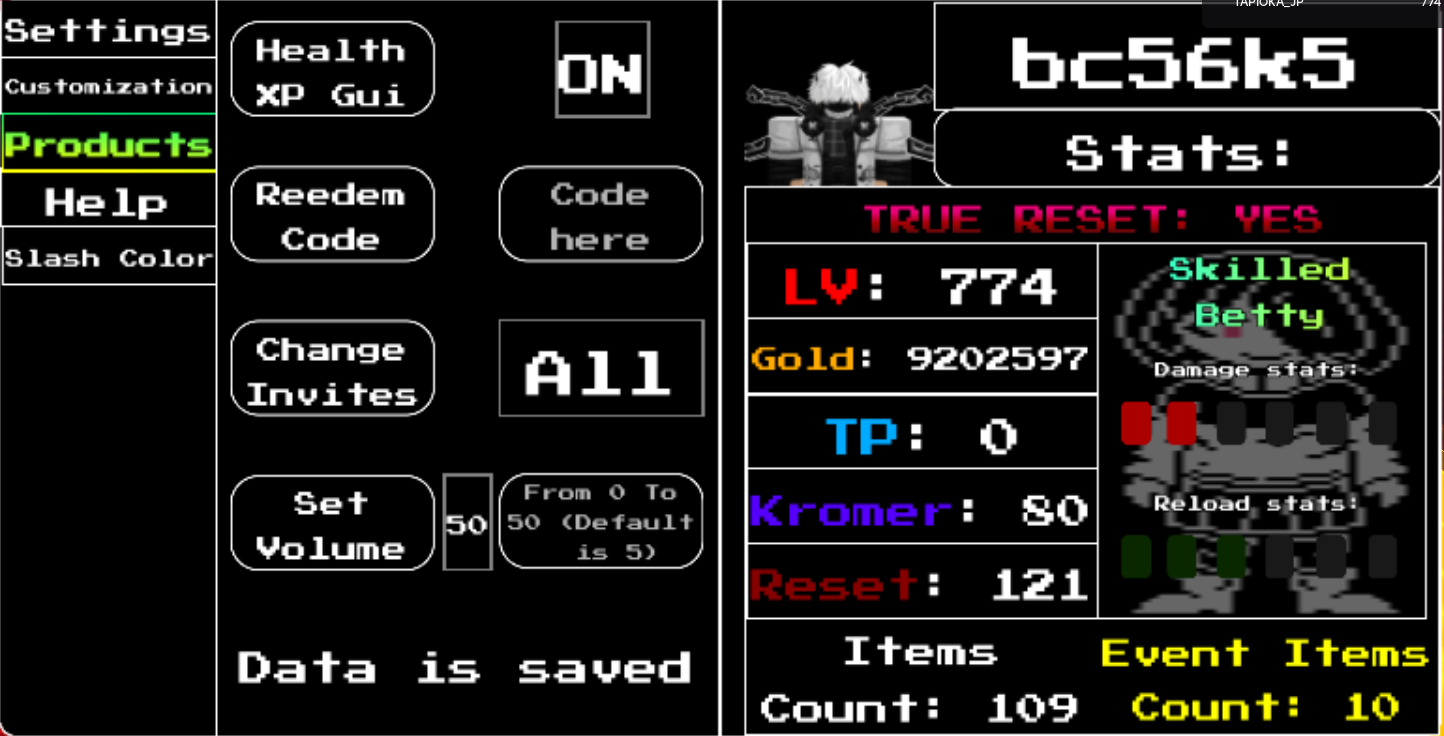 Settings
Customization
Products
Help
Slash Color
Health
XP Gui
ON
Reedem
Code
Code
here
Change
Invites
All
Set
Volume
50
From 0 To
50 (Default
is 5)
Data is saved
TAPIOKA_JP 774
bc56k5
Stats:
TRUE RESET: YES
LV: 774
Gold: 9202597
TP: 0
Kromer: 80
Reset: 121
Skilled
Betty
Damage stats:
Reload stats:
Items
Count: 109
Event Items
Count: 10